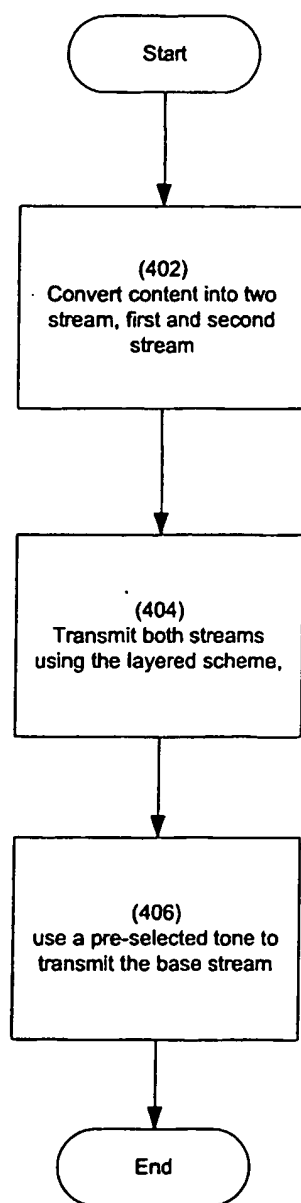 Start
(402)
Convert content into two
stream, first and second
stream
(404)
Transmit both streams
using the layered scheme,
(406)
use a pre-selected tone to
transmit the base stream
End